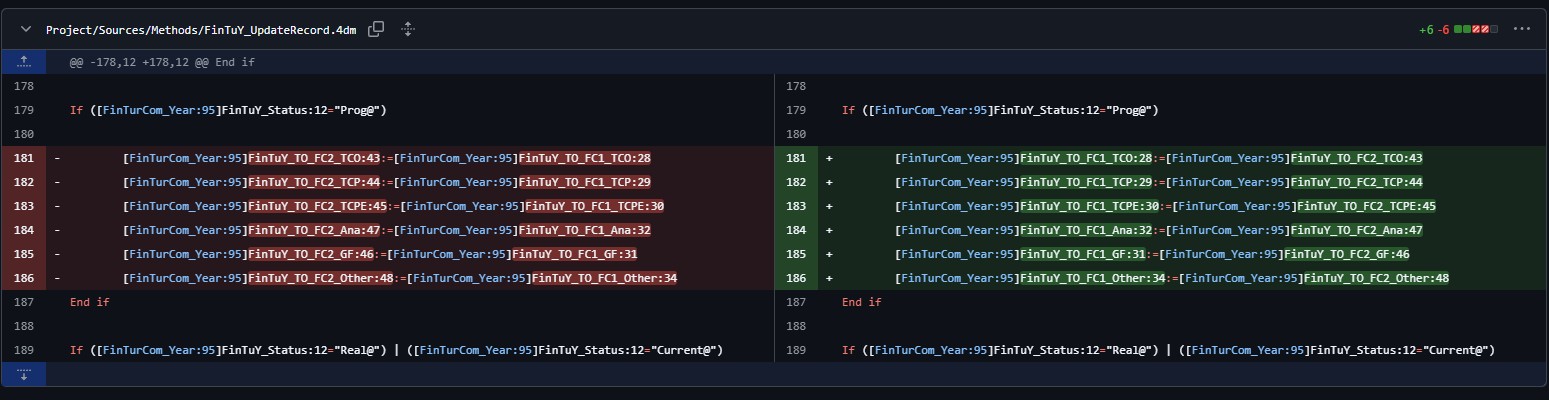 Project/Sources/Methods/FinTuY_UpdateRecord.4dm
+6 -6
@@ -178,12 +178,12 @@ End if
178
179 If ([FinTurCom_Year:95]FinTuY_Status:12="Prog@")
180
181 - [FinTurCom_Year:95]FinTuY_TO_FC2_TCO:43:=[FinTurCom_Year:95]FinTuY_TO_FC1_TCO:28
182 - [FinTurCom_Year:95]FinTuY_TO_FC2_TCP:44:=[FinTurCom_Year:95]FinTuY_TO_FC1_TCP:29
183 - [FinTurCom_Year:95]FinTuY_TO_FC2_TCPE:45:=[FinTurCom_Year:95]FinTuY_TO_FC1_TCPE:30
184 - [FinTurCom_Year:95]FinTuY_TO_FC2_Ana:47:=[FinTurCom_Year:95]FinTuY_TO_FC1_Ana:32
185 - [FinTurCom_Year:95]FinTuY_TO_FC2_GF:46:=[FinTurCom_Year:95]FinTuY_TO_FC1_GF:31
186 - [FinTurCom_Year:95]FinTuY_TO_FC2_Other:48:=[FinTurCom_Year:95]FinTuY_TO_FC1_Other:34
187 End if
188
189 If ([FinTurCom_Year:95]FinTuY_Status:12="Real@") | ([FinTurCom_Year:95]FinTuY_Status:12="Current@")
178
179 If ([FinTurCom_Year:95]FinTuY_Status:12="Prog@")
180
181 + [FinTurCom_Year:95]FinTuY_TO_FC1_TCO:28:=[FinTurCom_Year:95]FinTuY_TO_FC2_TCO:43
182 + [FinTurCom_Year:95]FinTuY_TO_FC1_TCP:29:=[FinTurCom_Year:95]FinTuY_TO_FC2_TCP:44
183 + [FinTurCom_Year:95]FinTuY_TO_FC1_TCPE:30:=[FinTurCom_Year:95]FinTuY_TO_FC2_TCPE:45
184 + [FinTurCom_Year:95]FinTuY_TO_FC1_Ana:32:=[FinTurCom_Year:95]FinTuY_TO_FC2_Ana:47
185 + [FinTurCom_Year:95]FinTuY_TO_FC1_GF:31:=[FinTurCom_Year:95]FinTuY_TO_FC2_GF:46
186 + [FinTurCom_Year:95]FinTuY_TO_FC1_Other:34:=[FinTurCom_Year:95]FinTuY_TO_FC2_Other:48
187 End if
188
189 If ([FinTurCom_Year:95]FinTuY_Status:12="Real@") | ([FinTurCom_Year:95]FinTuY_Status:12="Current@")